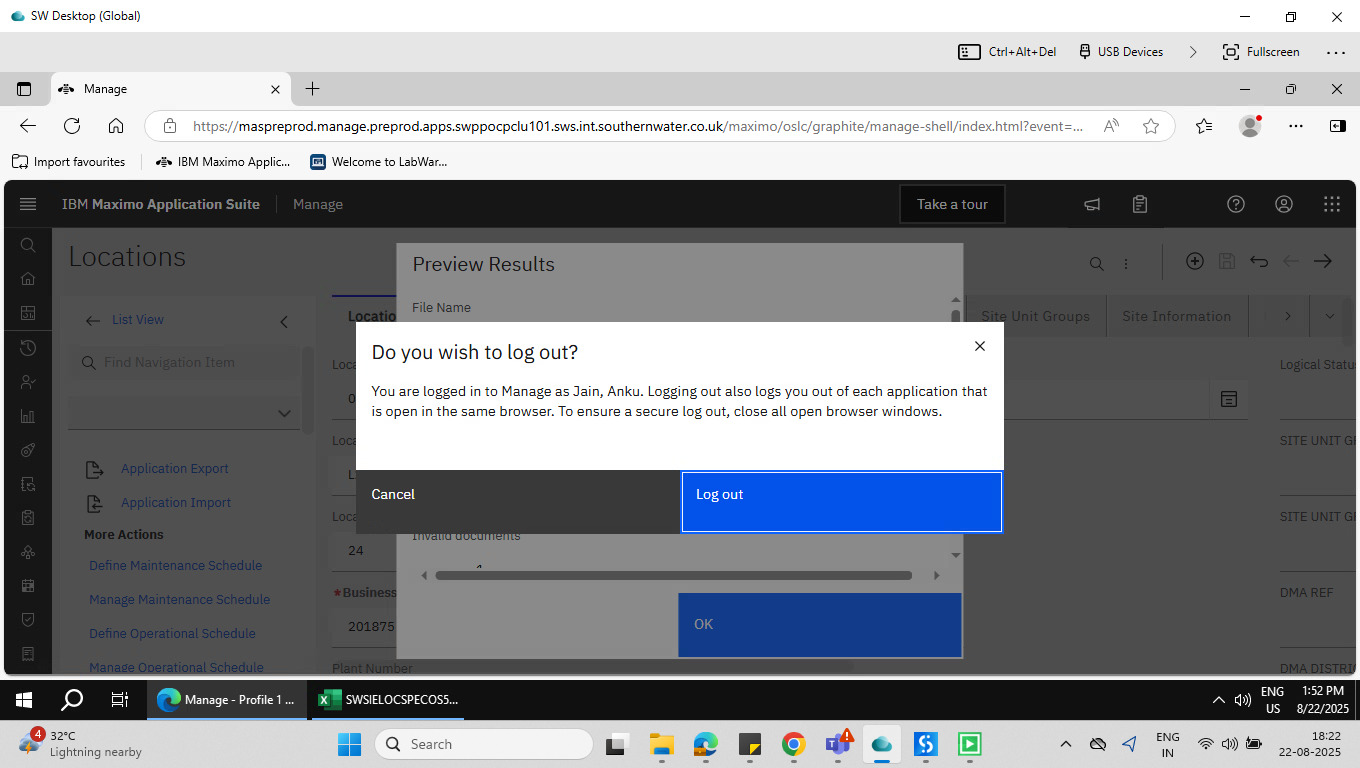 SW Desktop (Global)
Ctrl+Alt+Del
USB Devices
Fullscreen
Manage
https://maspreprod.manage.preprod.apps.swppocpclu101.sws.int.southernwater.co.uk/maximo/oslc/graphite/manage-shell/index.html?event=...
Import favourites
IBM Maximo Applic...
Welcome to LabWar...
IBM Maximo Application Suite
Manage
Take a tour
Locations
Preview Results
List View
File Name
Locatio
Site Unit Groups
Site Information
Find Navigation Item
Do you wish to log out?
You are logged in to Manage as Jain, Anku. Logging out also logs you out of each application that
is open in the same browser. To ensure a secure log out, close all open browser windows.
Loca
Logical Status
0
SITE UNIT GR
Loca
L
Application Export
Application Import
Cancel
Log out
Loca
SITE UNIT GR
More Actions
Invalid documents
24
Define Maintenance Schedule
Manage Maintenance Schedule
*Business
DMA REF
Define Operational Schedule
201875
OK
Manage Operational Schedule
Plant Number
DMA DISTRIC
Manage - Profile 1 ...
SWSIELOCSPECOS5...
ENG
US
1:52 PM
8/22/2025
4
32°C
Lightning nearby
Search
ENG
IN
18:22
22-08-2025